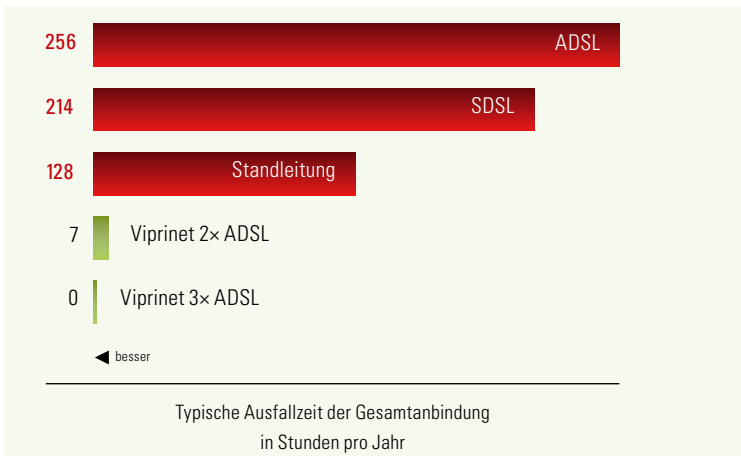 256 ADSL
214 SDSL
128 Standleitung
7 Viprinet 2× ADSL
0 Viprinet 3× ADSL
◀ besser
Typische Ausfallzeit der Gesamtanbindung
in Stunden pro Jahr